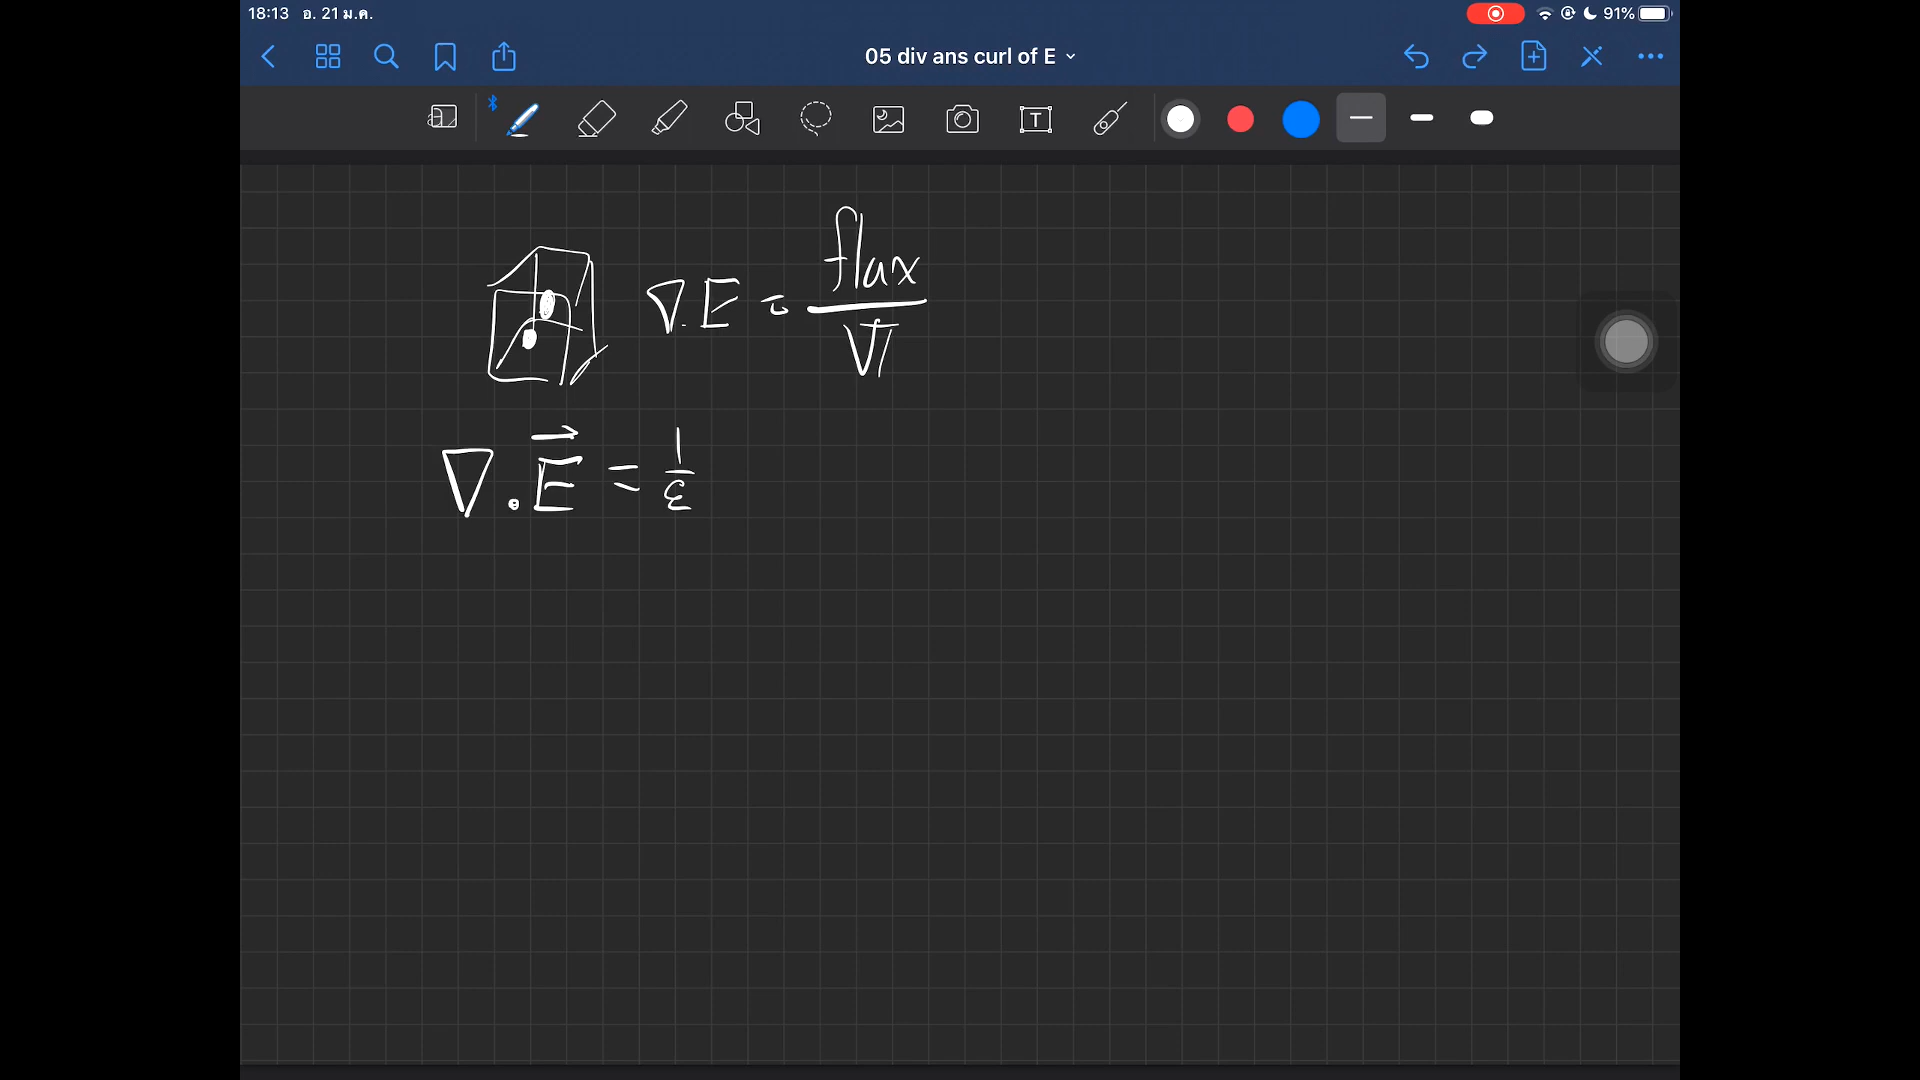 18:13 อ. 21 ม.ค. 91%
05 div ans curl of E
T
∇.E = flux
∇.E⃗ = 1/ε